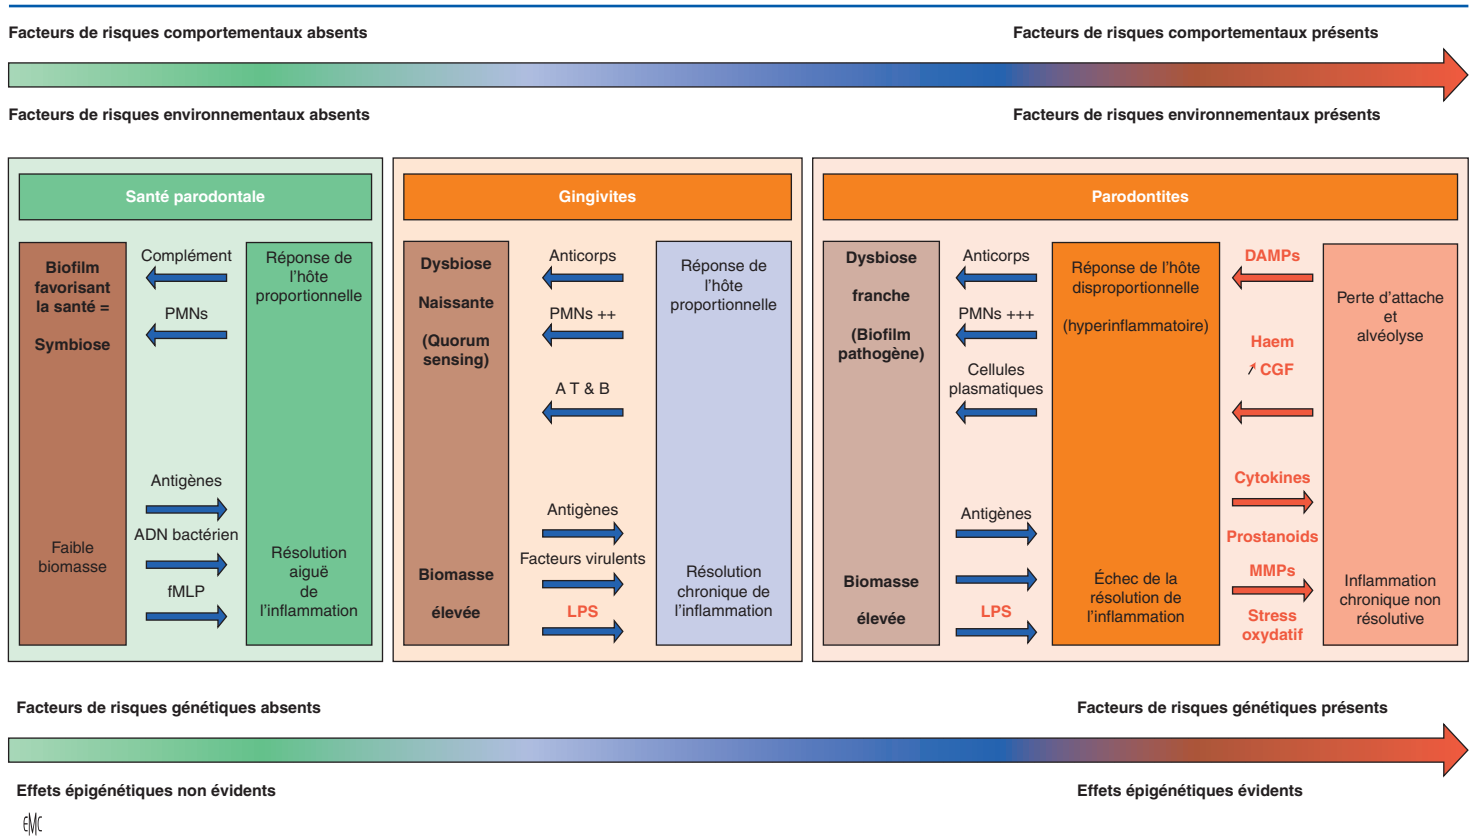 Facteurs de risques comportementaux absents
Facteurs de risques comportementaux présents
Facteurs de risques environnementaux absents
Facteurs de risques environnementaux présents
Santé parodontale
Biofilm
favorisant
la santé =
Symbiose
Faible
biomasse
Complément
PMNs
Antigènes
ADN bactérien
fMLP
Réponse de
l'hôte
proportionnelle
Résolution
aiguë
de
l'inflammation
Gingivites
Dysbiose
Naissante
(Quorum
sensing)
Biomasse
élevée
Anticorps
PMNs ++
A T & B
Antigènes
Facteurs virulents
LPS
Réponse de
l'hôte
proportionnelle
Résolution
chronique de
l'inflammation
Parodontites
Dysbiose
franche
(Biofilm
pathogène)
Biomasse
élevée
Anticorps
PMNs +++
Cellules
plasmatiques
Antigènes
LPS
Réponse de l'hôte
disproportionnelle
(hyperinflammatoire)
Échec de la
résolution de
l'inflammation
DAMPs
Haem
↗ CGF
Cytokines
Prostanoids
MMPs
Stress
oxydatif
Perte d'attache
et
alvéolyse
Inflammation
chronique non
résolutive
Facteurs de risques génétiques absents
Facteurs de risques génétiques présents
Effets épigénétiques non évidents
Effets épigénétiques évidents
EMC